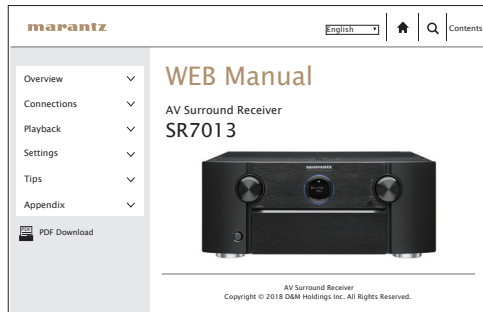 marantz
English
Contents
Overview
Connections
Playback
Settings
Tips
Appendix
PDF Download
WEB Manual
AV Surround Receiver
SR7013
marantz
AV Surround Receiver
Copyright © 2018 D&M Holdings Inc. All Rights Reserved.